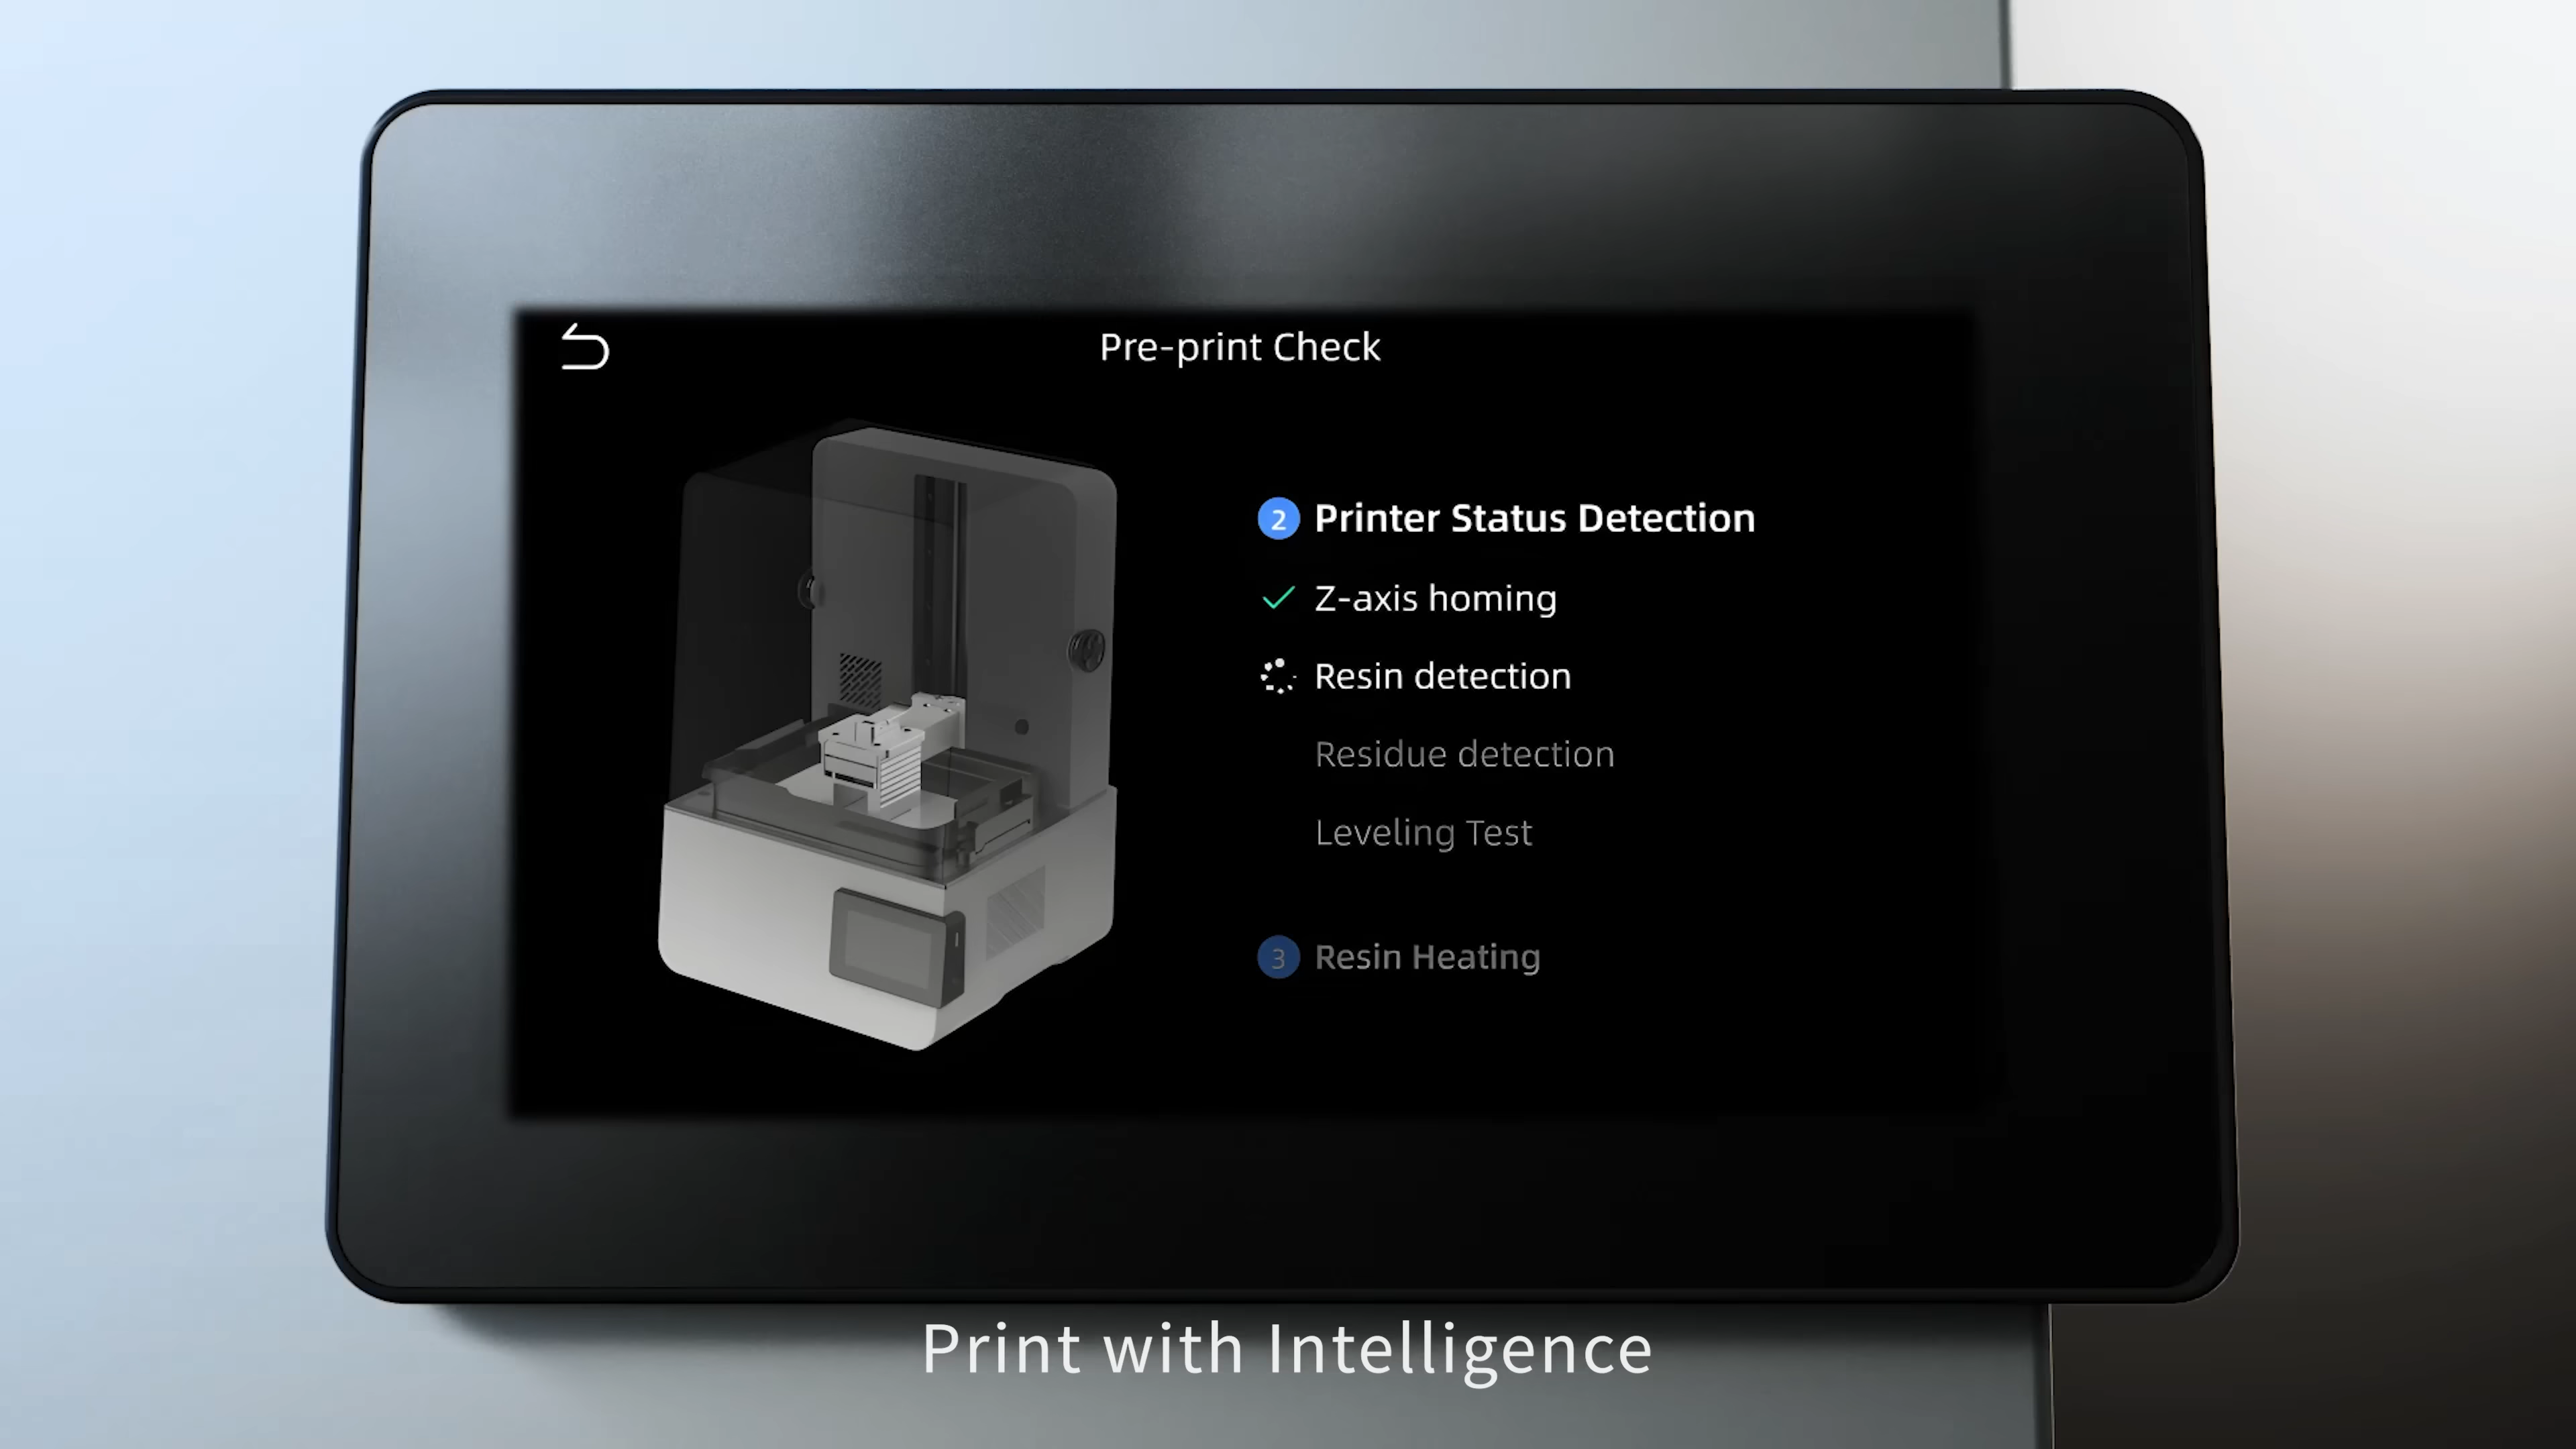 Pre-print Check
2 Printer Status Detection
Z-axis homing
Resin detection
Residue detection
Leveling Test
3 Resin Heating
Print with Intelligence